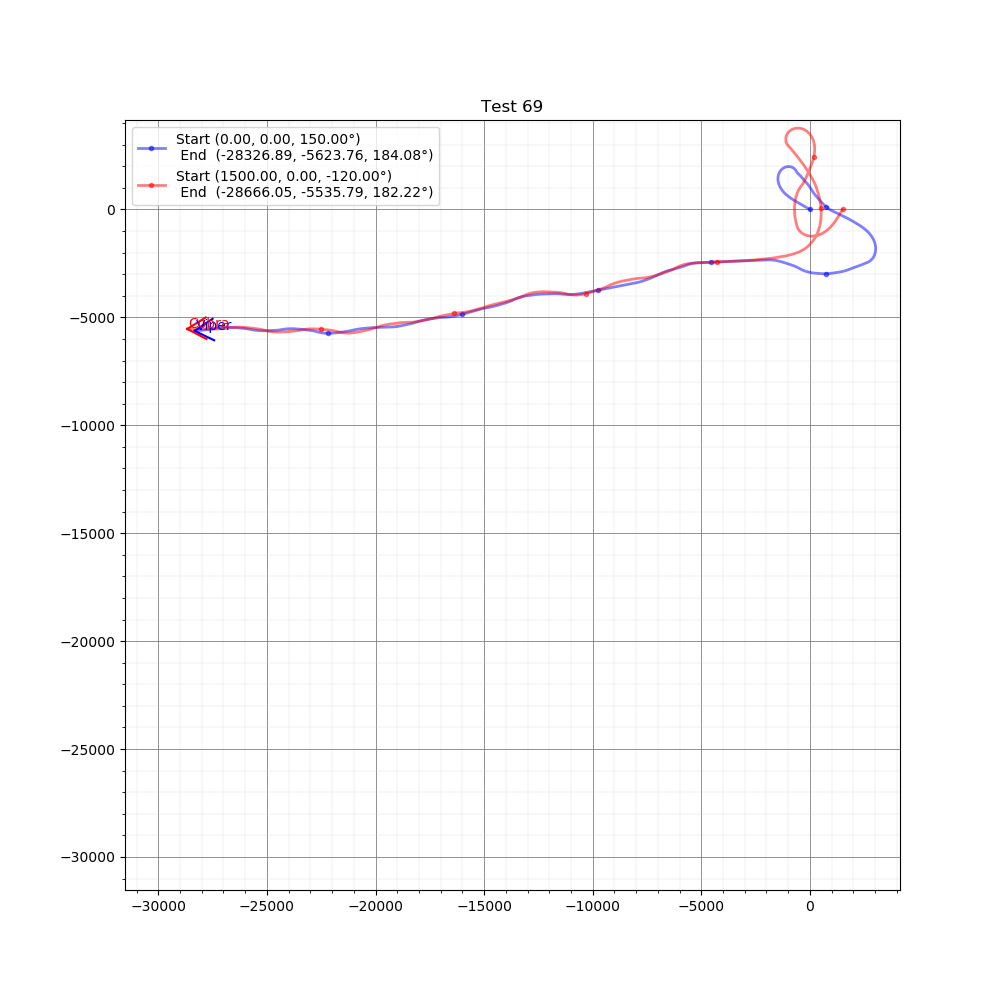 Test 69
Start (0.00, 0.00, 150.00°)
End (-28326.89, -5623.76, 184.08°)
Start (1500.00, 0.00, -120.00°)
End (-28666.05, -5535.79, 182.22°)
0
−5000
−10000
−15000
−20000
−25000
−30000
Viper
−30000 −25000 −20000 −15000 −10000 −5000 0